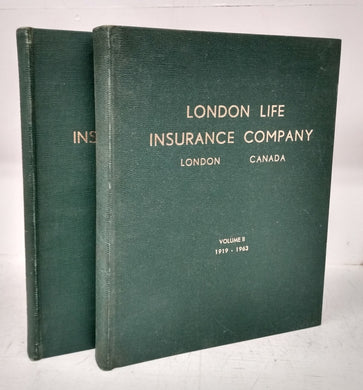 LONDON LIFE
INSURANCE COMPANY
LONDON CANADA
VOLUME II
1919 - 1963
INS